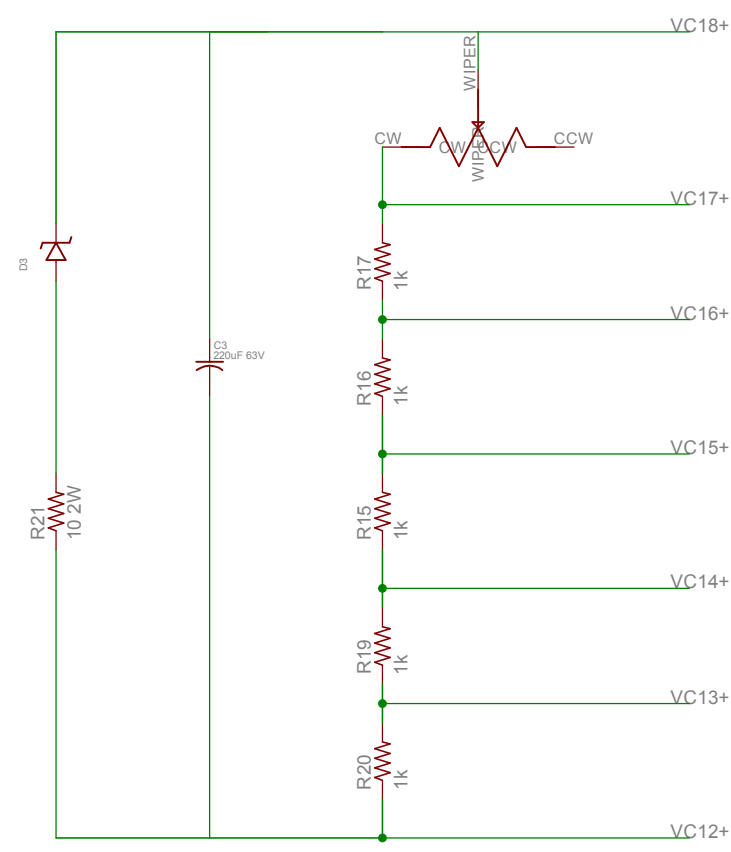 VC18+
WIPER
CW
CW
CCW
CCW
WIPER
VC17+
D3
R17
1k
VC16+
C3
220uF 63V
R16
1k
VC15+
R21
10 2W
R15
1k
VC14+
R19
1k
VC13+
R20
1k
VC12+